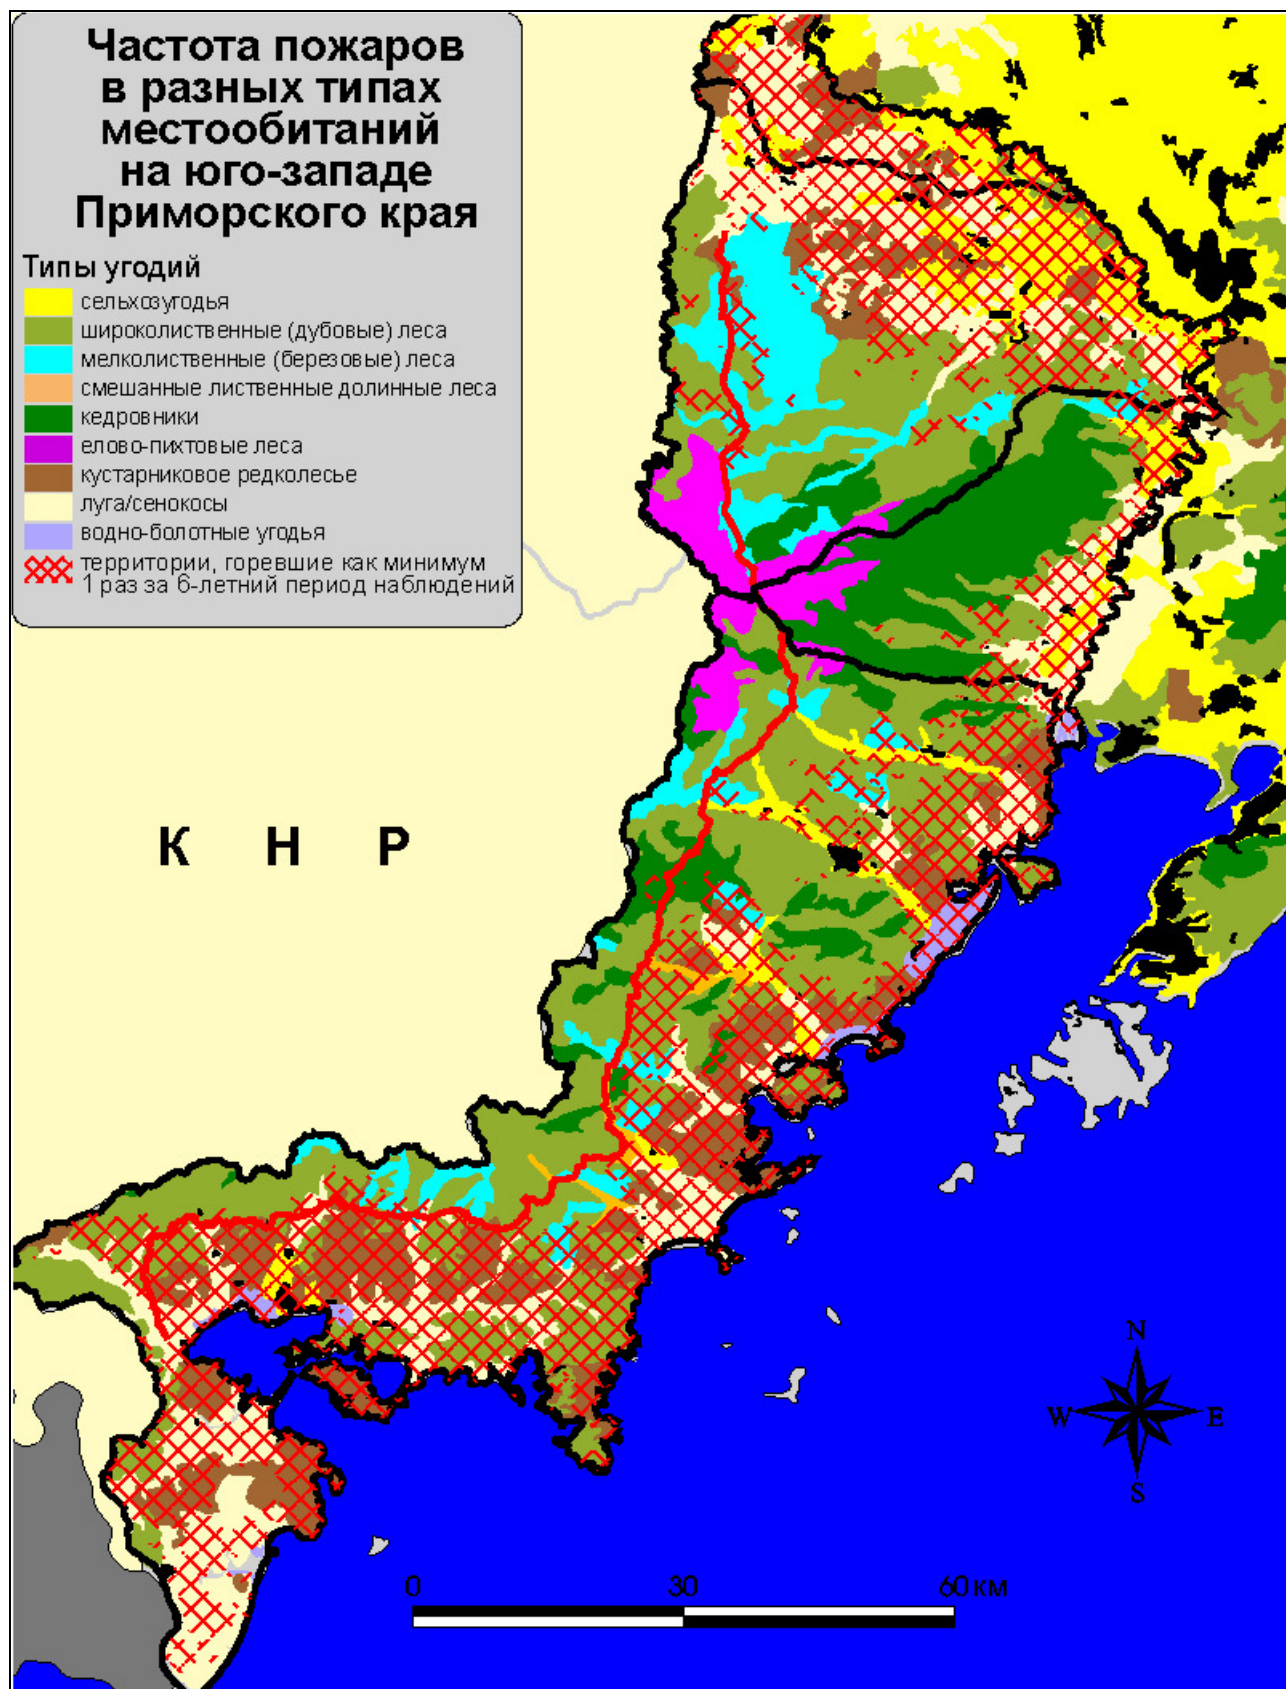 Частота пожаров
в разных типах
местообитаний
на юго-западе
Приморского края
Типы угодий
сельхозугодья
широколиственные (дубовые) леса
мелколиственные (березовые) леса
смешанные лиственные долинные леса
кедровники
елово-пихтовые леса
кустарниковое редколесье
луга/сенокосы
водно-болотные угодья
территории, горевшие как минимум
1 раз за 6-летний период наблюдений
К Н Р
N
W E
S
0 30 60 км